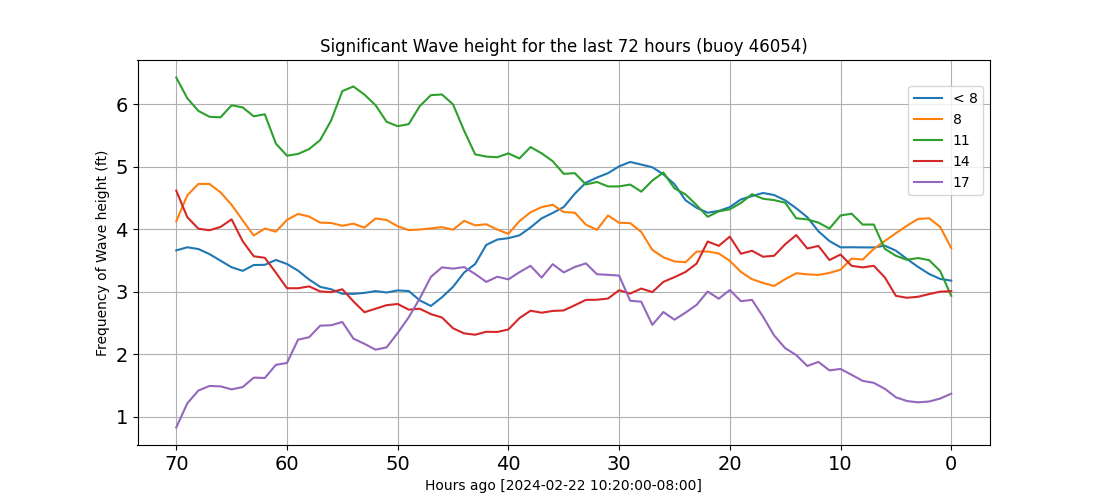 Significant Wave height for the last 72 hours (buoy 46054)
Frequency of Wave height (ft)
6
5
4
3
2
1
< 8
8
11
14
17
70 60 50 40 30 20 10 0
Hours ago [2024-02-22 10:20:00-08:00]